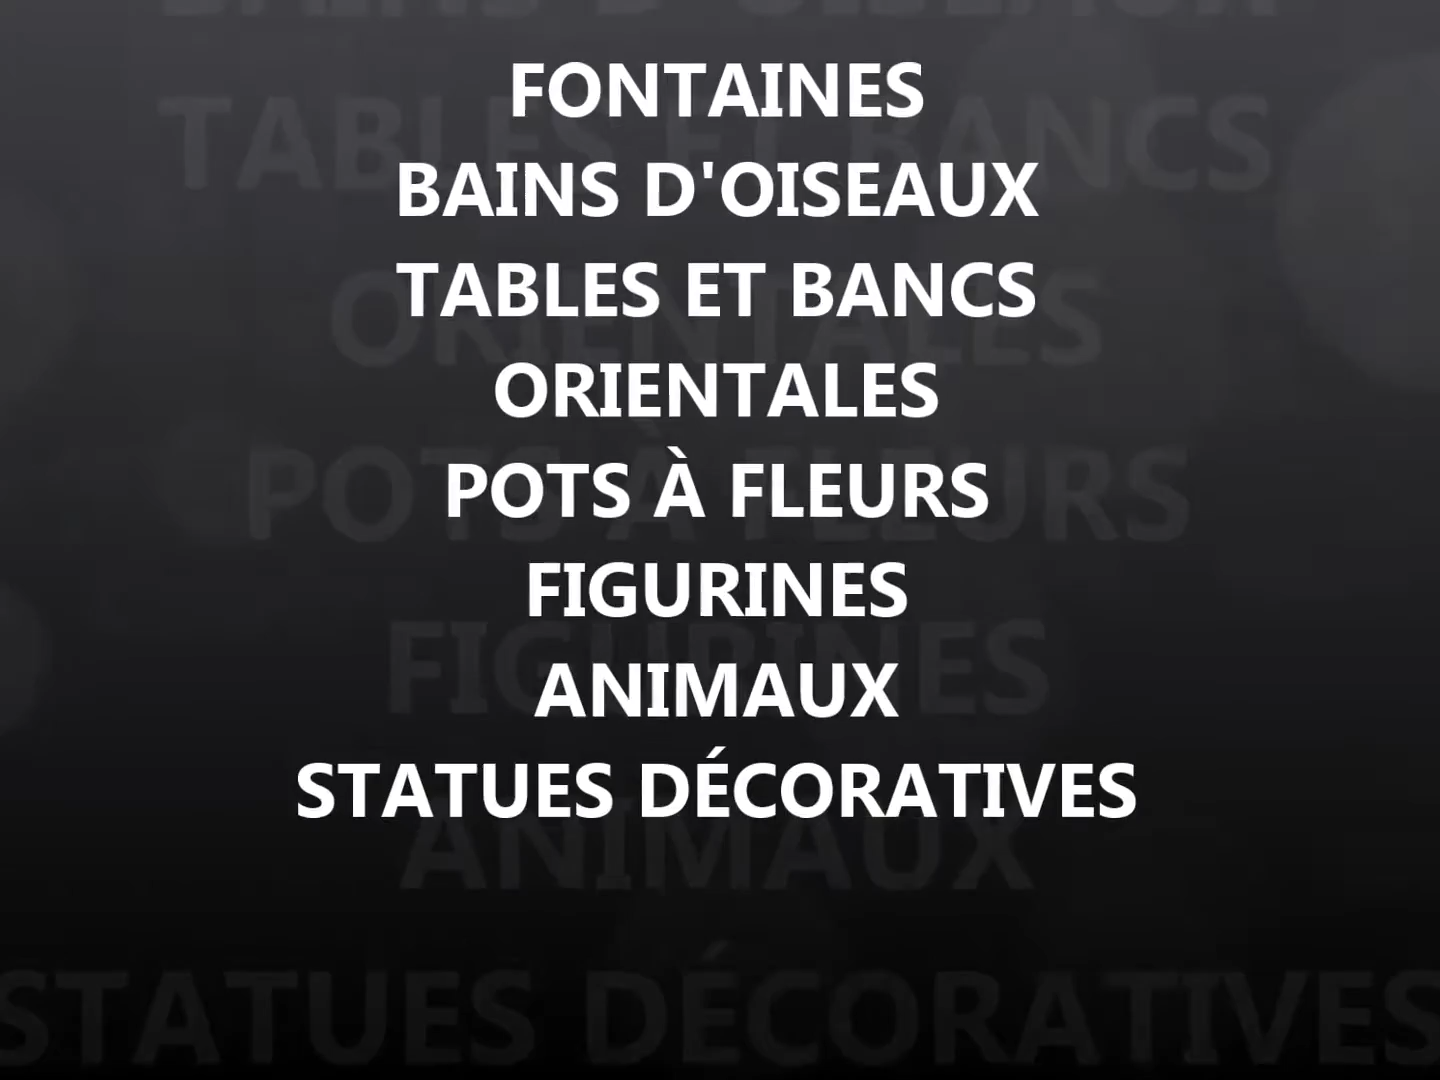 FONTAINES
BAINS D'OISEAUX
TABLES ET BANCS
ORIENTALES
POTS À FLEURS
FIGURINES
ANIMAUX
STATUES DÉCORATIVES